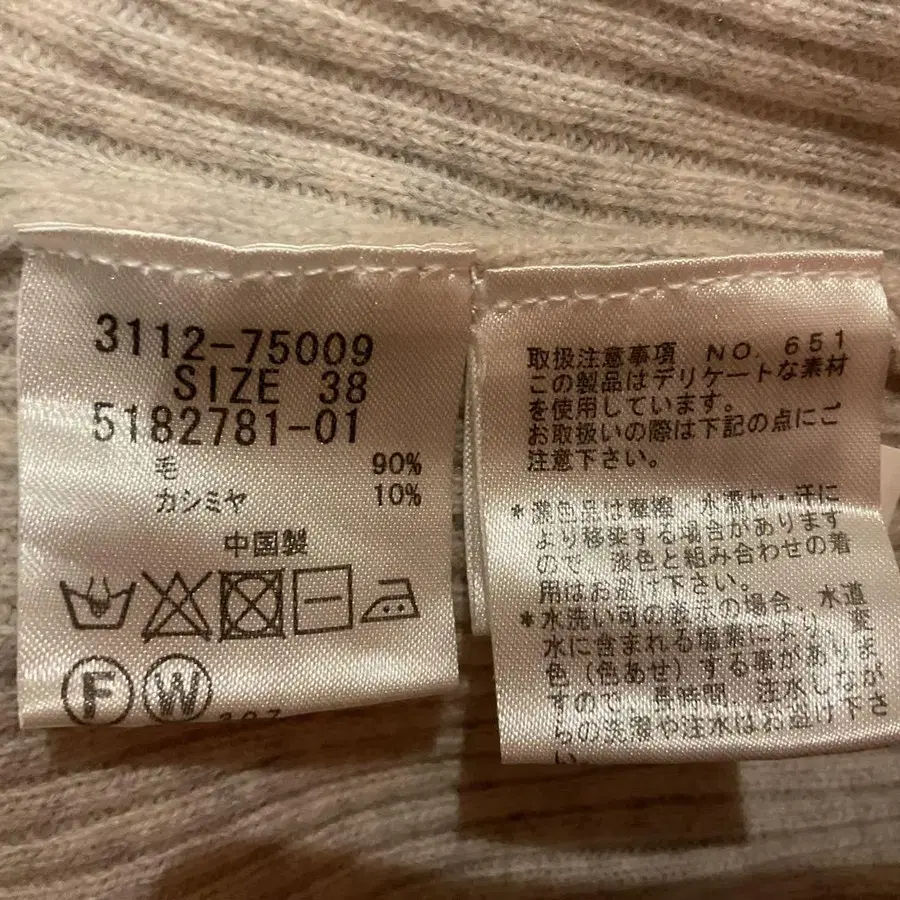 3112-75009
SIZE 38
5182781-01
毛 90%
カシミヤ 10%
中国製
F W
取扱注意事項 NO. 651
この製品はデリケートな素材
を使用しています。
お取扱いの際は下記の点にご
注意下さい。
*濃色品は摩擦・水濡れ・汗に
より移染する場合があります
ので、淡色と組み合わせの着
用はお避け下さい。
*水洗い可の表示の場合、水道
水に含まれる塩素により、変
色（色あせ）する事がありま
すので、長時間、注水しなが
らの洗濯や注水はお避け下さ
い。